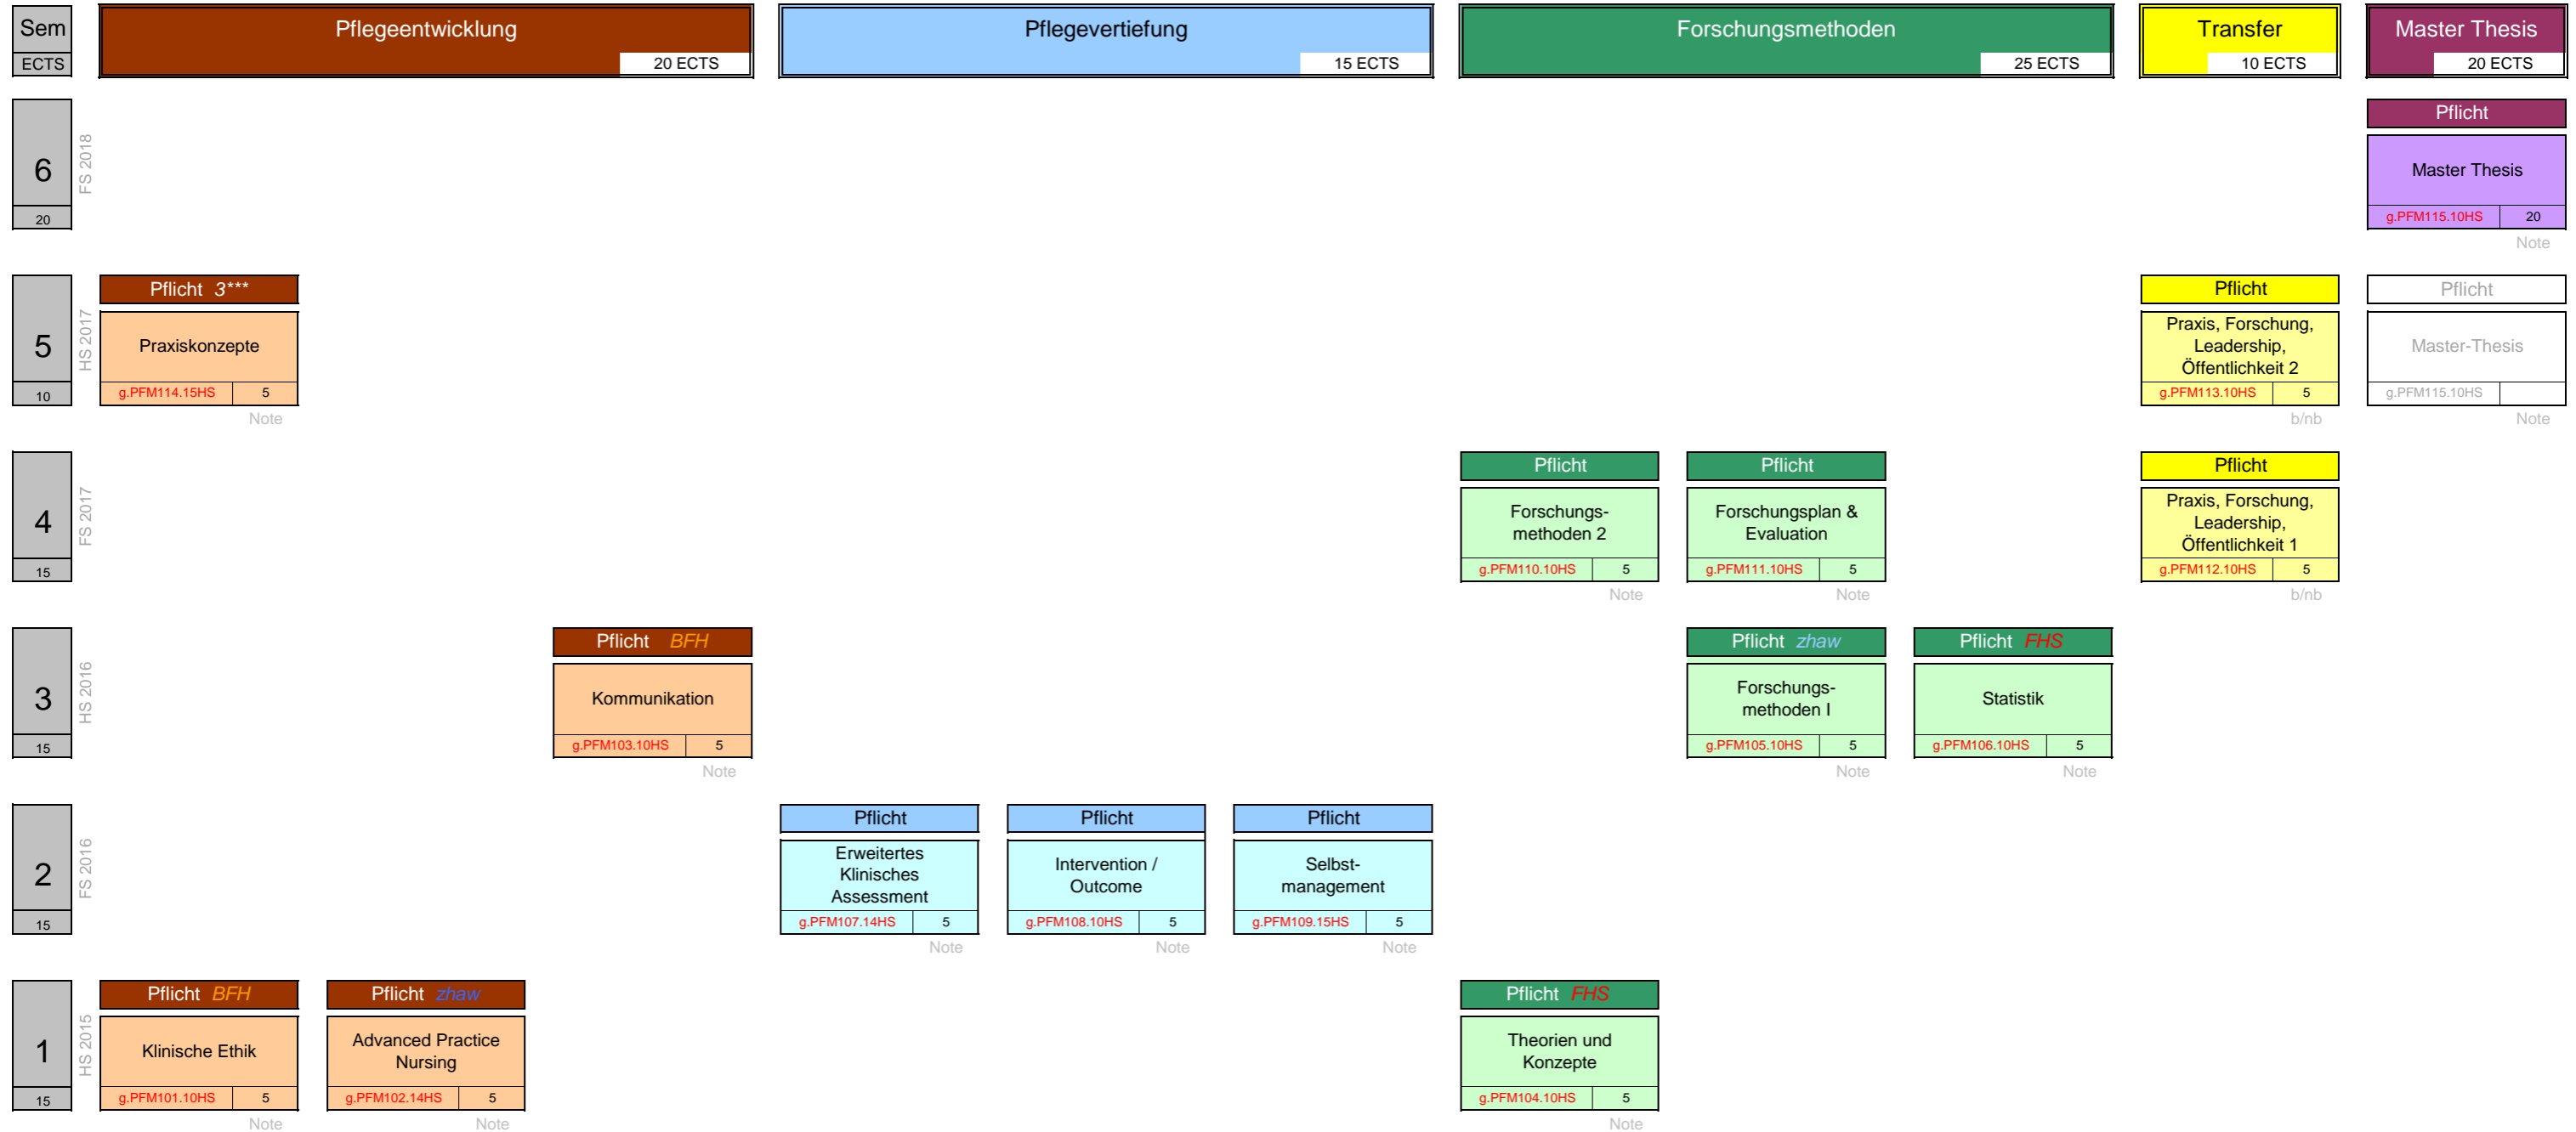 Sem
ECTS
Pflegeentwicklung
20 ECTS
Pflegevertiefung
15 ECTS
Forschungsmethoden
25 ECTS
Transfer
10 ECTS
Master Thesis
20 ECTS
6
20
FS 2018
Pflicht
Master Thesis
g.PFM115.10HS 20
Note
5
10
HS 2017
Pflicht 3***
Praxiskonzepte
g.PFM114.15HS 5
Note
Pflicht
Praxis, Forschung,
Leadership,
Öffentlichkeit 2
g.PFM113.10HS 5
b/nb
Pflicht
Master-Thesis
g.PFM115.10HS
Note
4
15
FS 2017
Pflicht
Forschungs-
methoden 2
g.PFM110.10HS 5
Note
Pflicht
Forschungsplan &
Evaluation
g.PFM111.10HS 5
Note
Pflicht
Praxis, Forschung,
Leadership,
Öffentlichkeit 1
g.PFM112.10HS 5
b/nb
3
15
HS 2016
Pflicht BFH
Kommunikation
g.PFM103.10HS 5
Note
Pflicht zhaw
Forschungs-
methoden I
g.PFM105.10HS 5
Note
Pflicht FHS
Statistik
g.PFM106.10HS 5
Note
2
15
FS 2016
Pflicht
Erweitertes
Klinisches
Assessment
g.PFM107.14HS 5
Note
Pflicht
Intervention /
Outcome
g.PFM108.10HS 5
Note
Pflicht
Selbst-
management
g.PFM109.15HS 5
Note
1
15
HS 2015
Pflicht BFH
Klinische Ethik
g.PFM101.10HS 5
Note
Pflicht zhaw
Advanced Practice
Nursing
g.PFM102.14HS 5
Note
Pflicht FHS
Theorien und
Konzepte
g.PFM104.10HS 5
Note